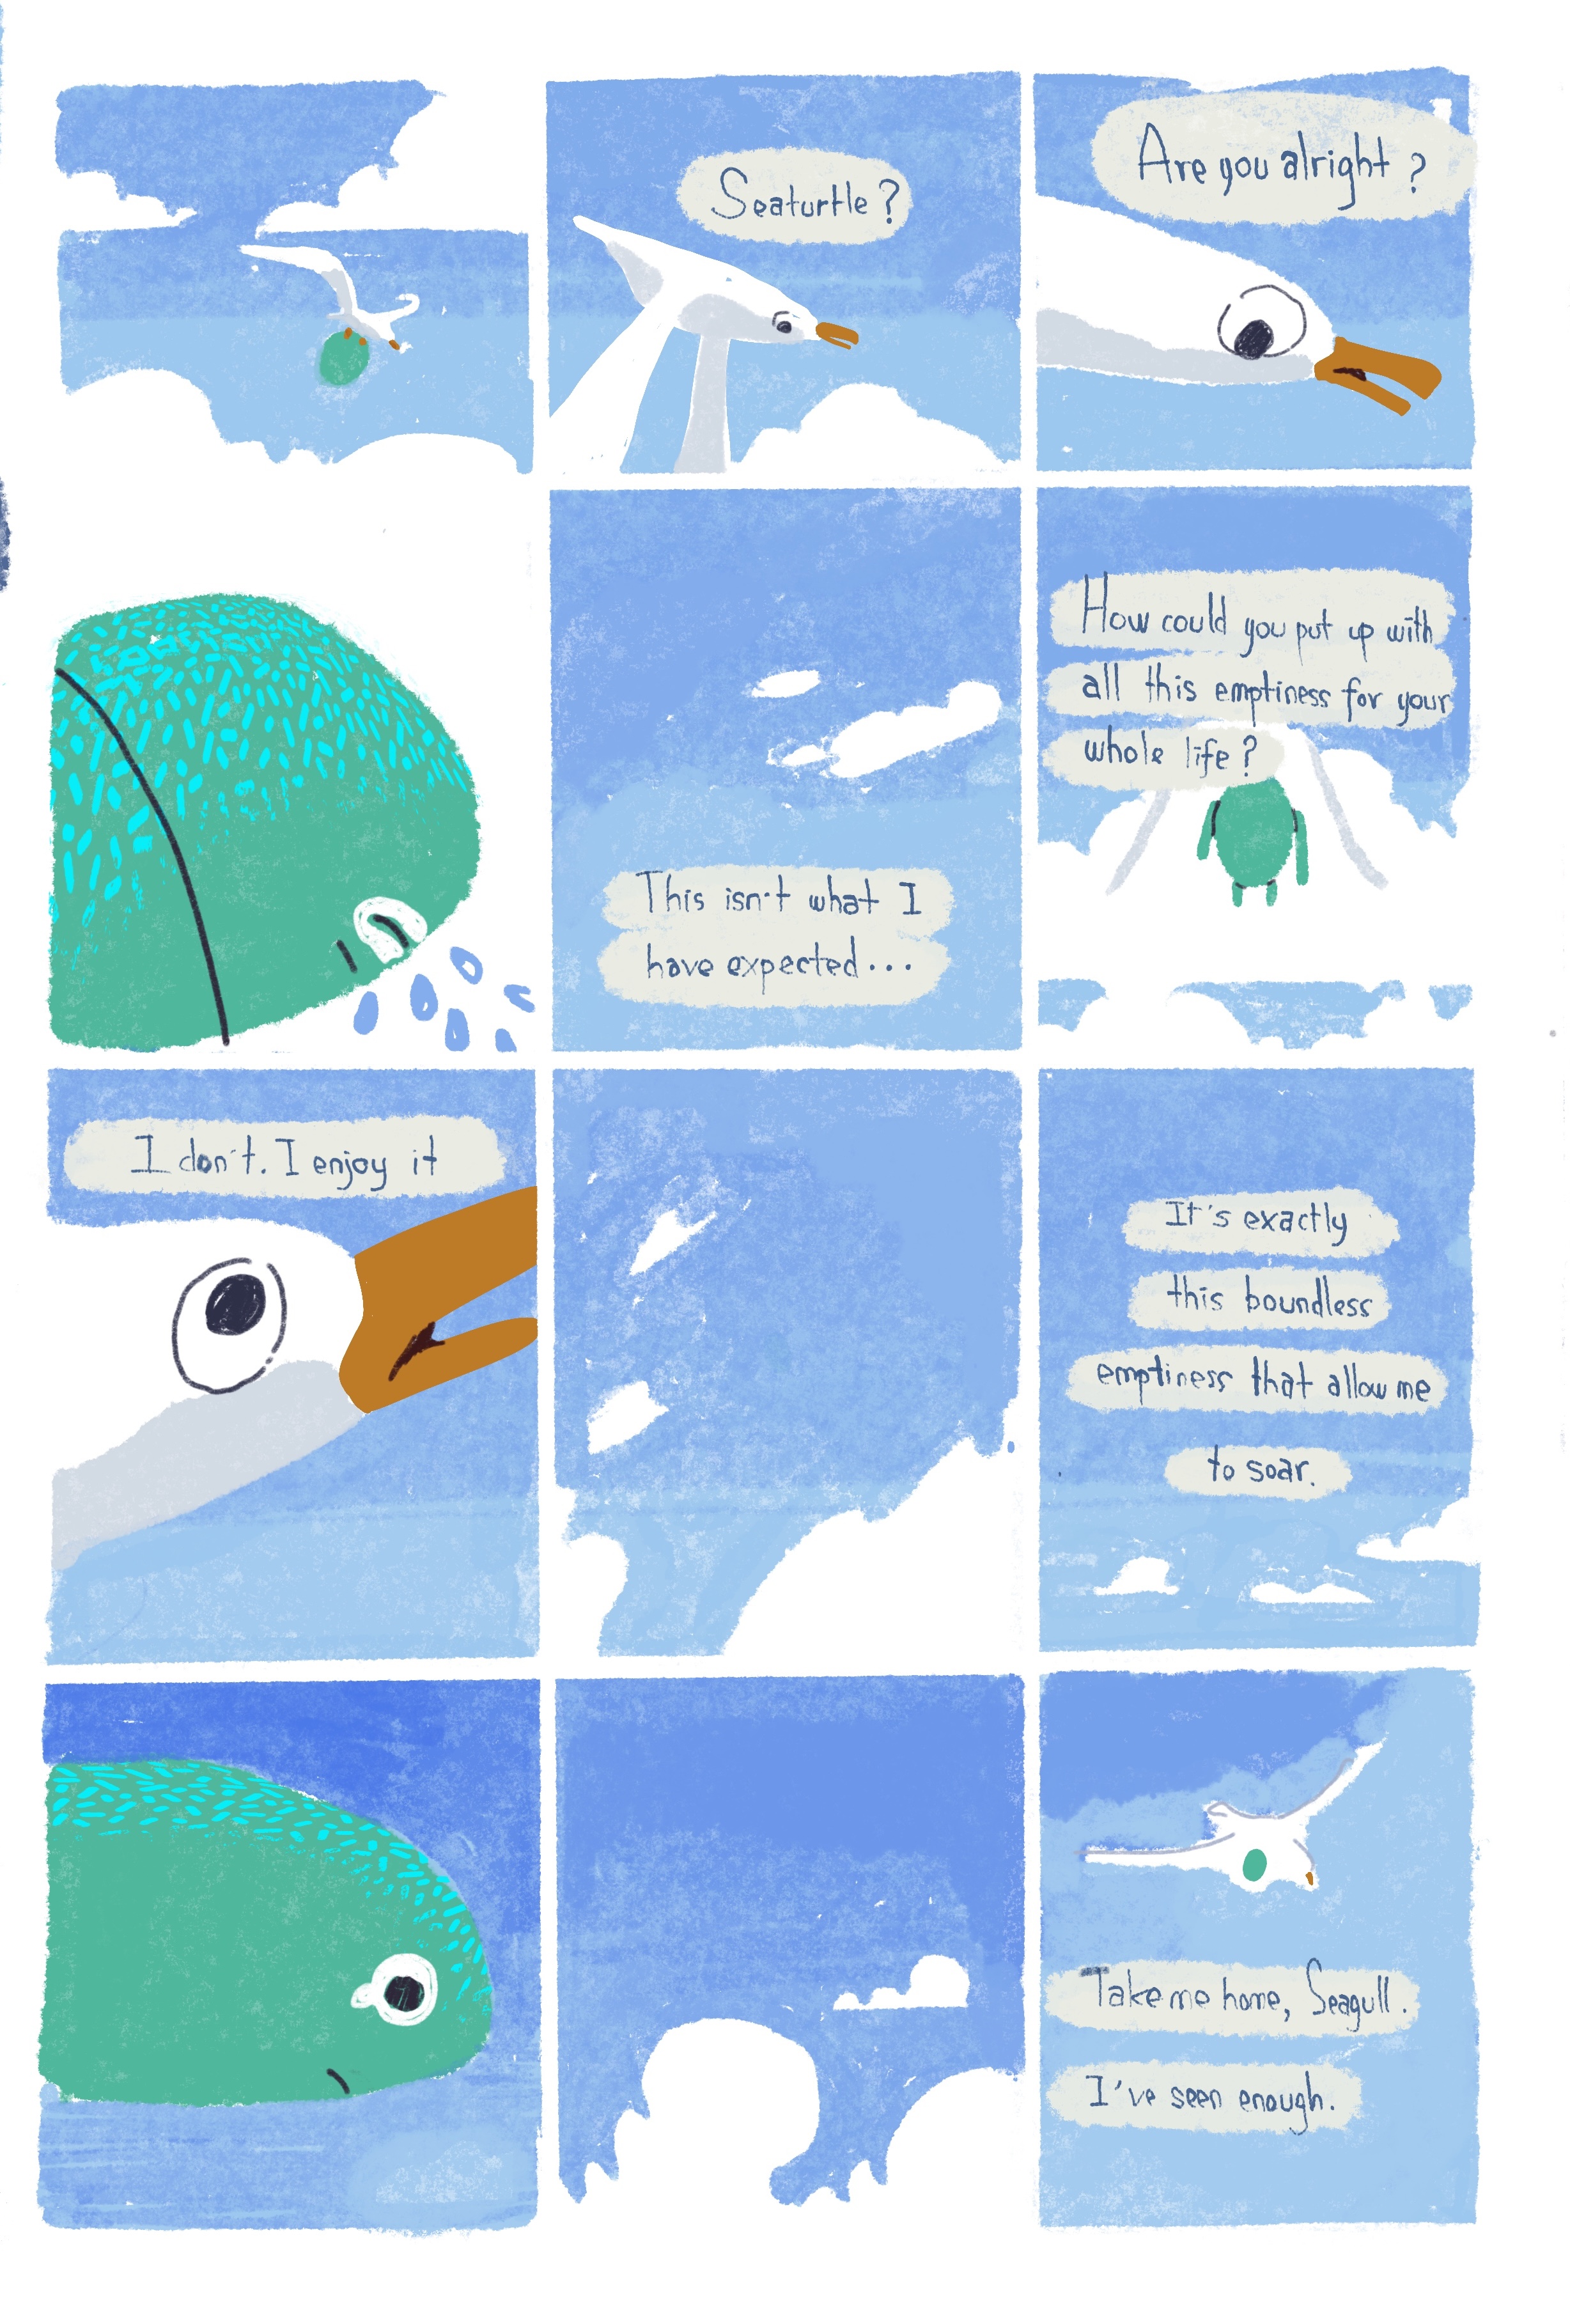 Seaturtle?
Are you alright?
This isn't what I
have expected...
How could you put up with
all this emptiness for your
whole life?
I don't. I enjoy it
It's exactly
this boundless
emptiness that allow me
to soar.
Take me home, Seagull.
I've seen enough.